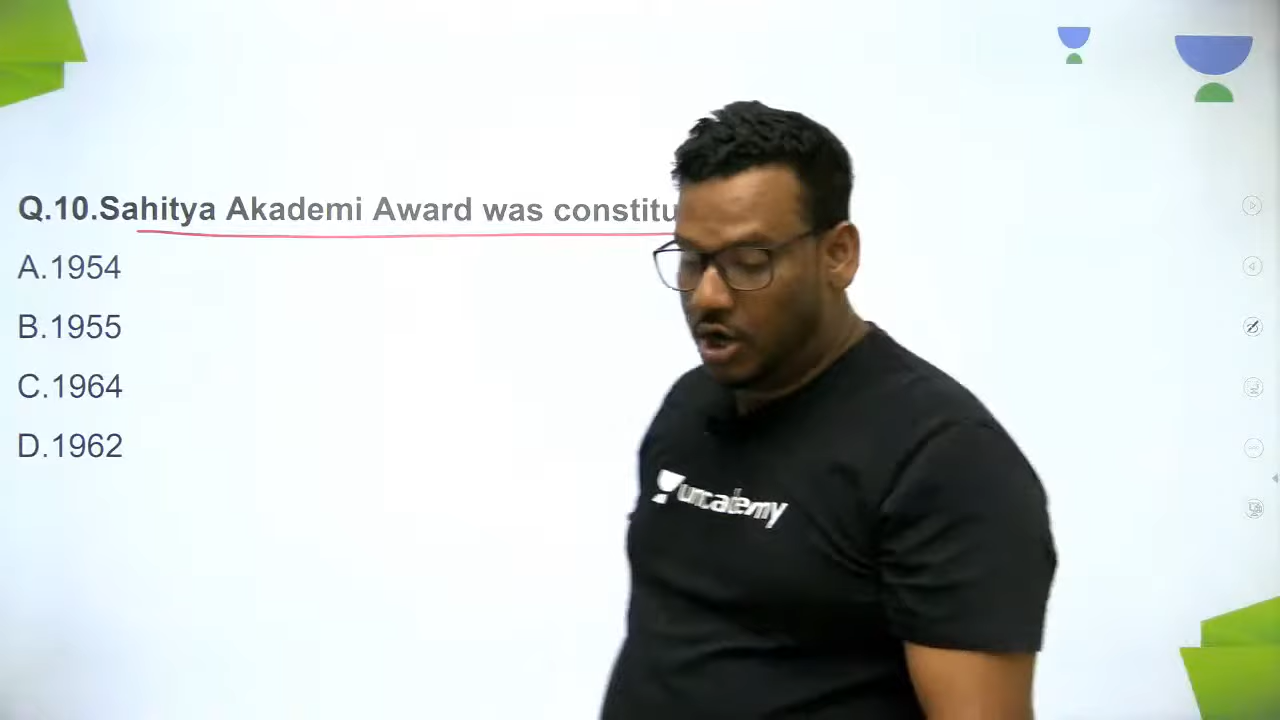 Q.10.Sahitya Akademi Award was constitu
A.1954
B.1955
C.1964
D.1962
unacademy